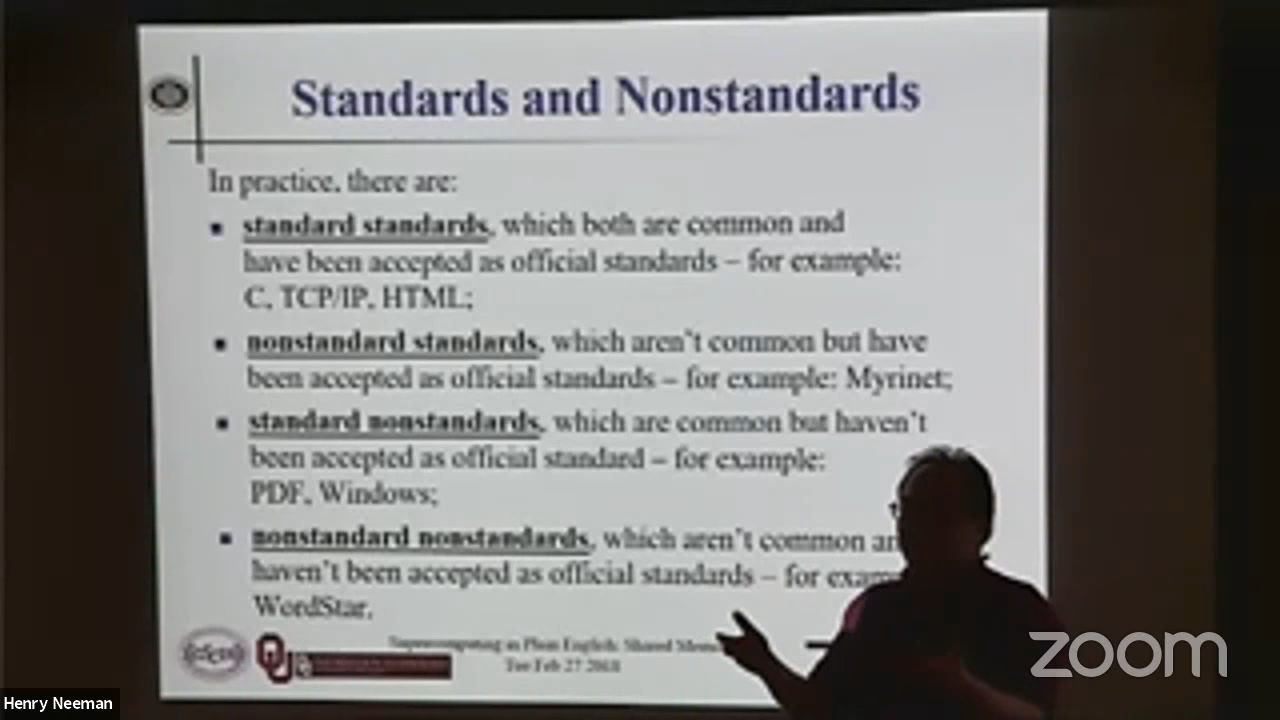 Standards and Nonstandards
In practice, there are:
▪ standard standards, which both are common and
have been accepted as official standards – for example:
C, TCP/IP, HTML;
▪ nonstandard standards, which aren't common but have
been accepted as official standards – for example: Myrinet;
▪ standard nonstandards, which are common but haven't
been accepted as official standard – for example:
PDF, Windows;
▪ nonstandard nonstandards, which aren't common
haven't been accepted as official standards – for
WordStar.
Supercomputing in Plain English: Shared
Tue Feb 27 2018
OU
zoom
Henry Neeman